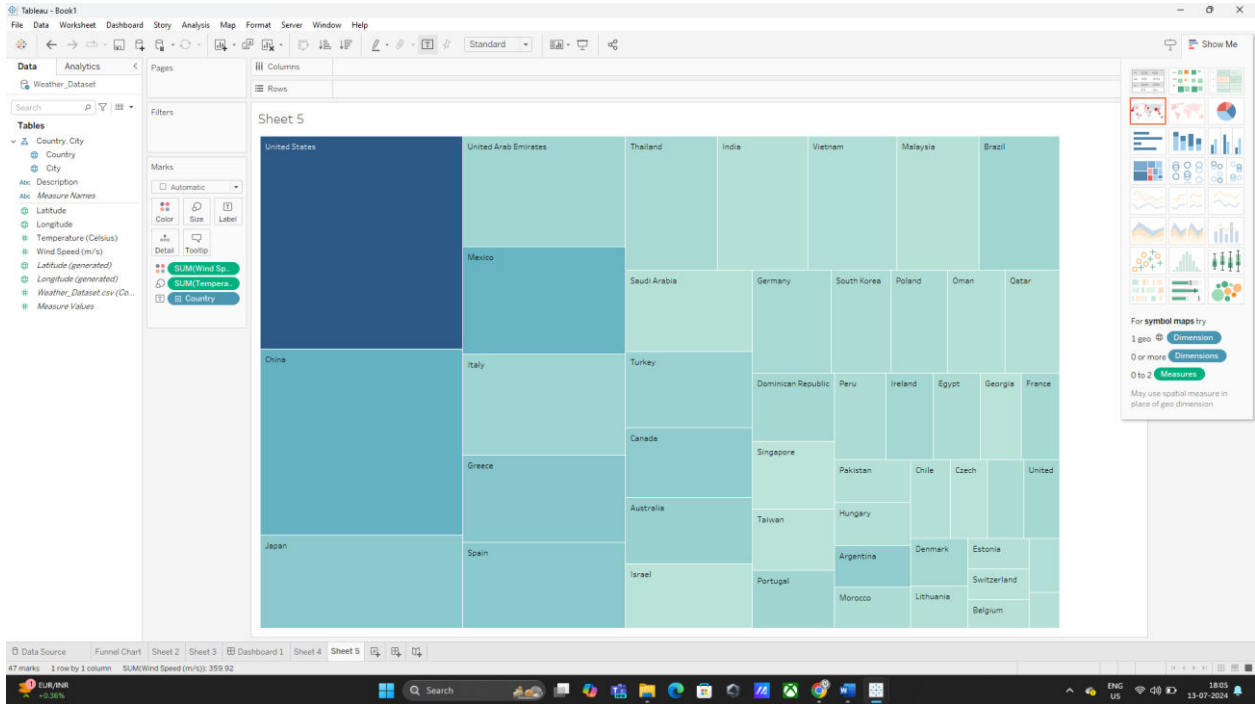 Tableau - Book1
File Data Worksheet Dashboard Story Analysis Map Format Server Window Help
Standard
Show Me
Data Analytics
Pages
Columns
Weather_Dataset
Rows
Search
Filters
Sheet 5
Tables
Country, City
Country
City
Abc Description
Abc Measure Names
Latitude
Longitude
# Temperature (Celsius)
# Wind Speed (m/s)
Latitude (generated)
Longitude (generated)
# Weather_Dataset.csv (Co...
# Measure Values
Marks
Automatic
Color Size Label
Detail Tooltip
SUM(Wind Sp..
SUM(Tempera..
Country
United States
United Arab Emirates
Thailand
India
Vietnam
Malaysia
Brazil
Mexico
Saudi Arabia
Germany
South Korea
Poland
Oman
Qatar
China
Italy
Turkey
Dominican Republic
Peru
Ireland
Egypt
Georgia
France
Canada
Singapore
Greece
Pakistan
Chile
Czech
United
Australia
Taiwan
Hungary
Japan
Spain
Argentina
Denmark
Estonia
Israel
Portugal
Switzerland
Morocco
Lithuania
Belgium
For symbol maps try
1 geo Dimension
0 or more Dimensions
0 to 2 Measures
May use spatial measure in
place of geo dimension
Data Source Funnel Chart Sheet 2 Sheet 3 Dashboard 1 Sheet 4 Sheet 5
47 marks 1 row by 1 column SUM(Wind Speed (m/s)): 359.92
1
EUR/INR
+0.36%
Search
ENG
US
18:05
13-07-2024